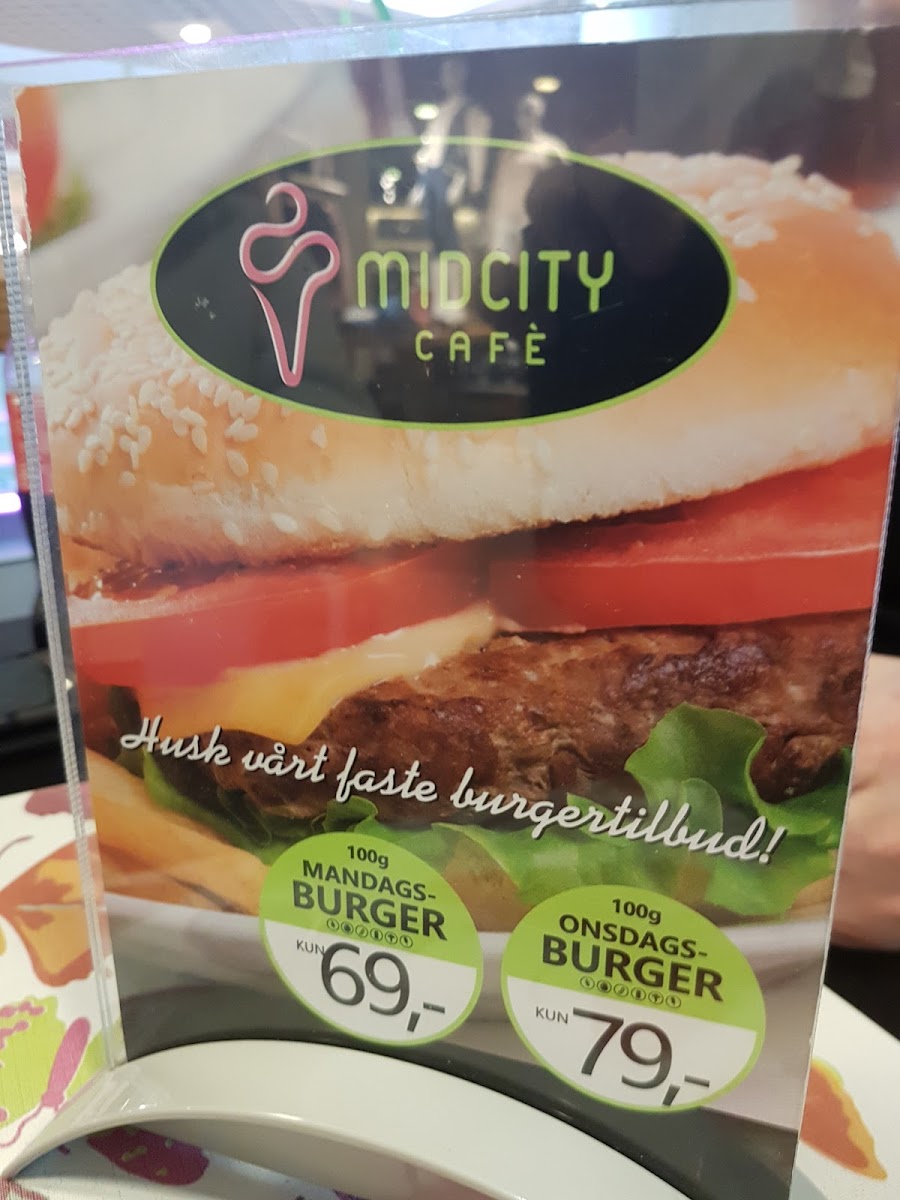 MIDCITY
CAFÈ
Husk vårt faste burgertilbud!
100g
MANDAGS-
BURGER
KUN 69,-
100g
ONSDAGS-
BURGER
KUN 79,-